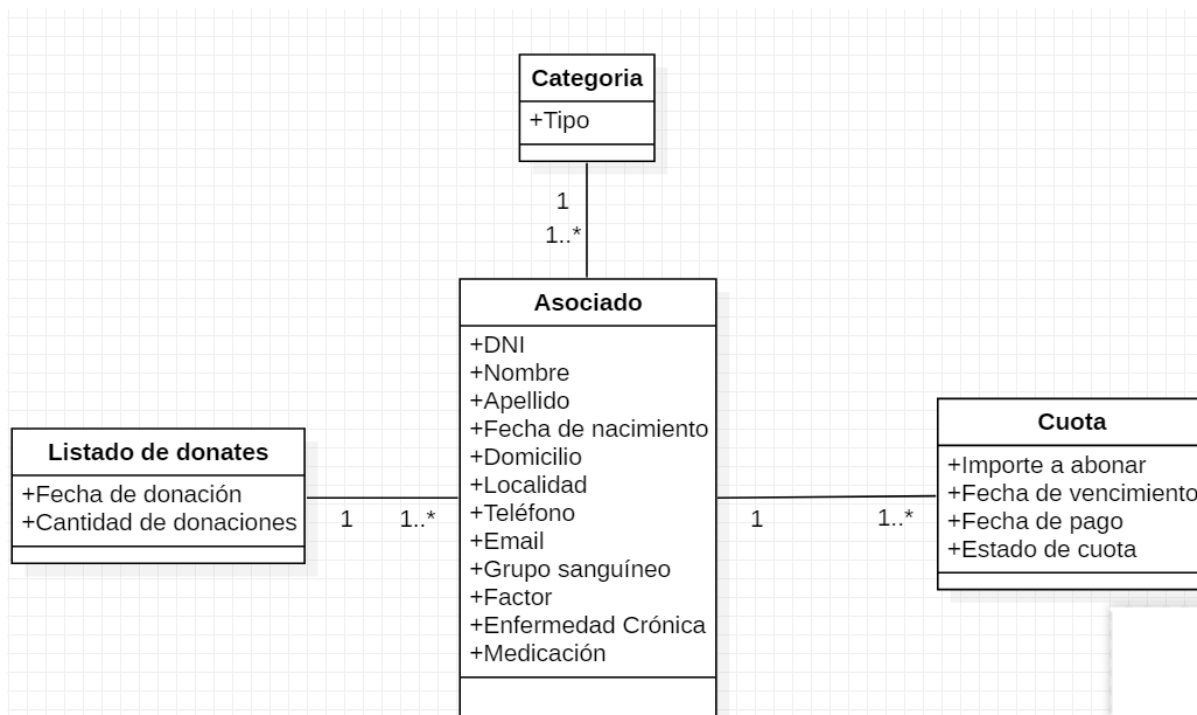 Categoria
+Tipo
1
1..*
Asociado
+DNI
+Nombre
+Apellido
+Fecha de nacimiento
+Domicilio
+Localidad
+Teléfono
+Email
+Grupo sanguíneo
+Factor
+Enfermedad Crónica
+Medicación
Listado de donates
+Fecha de donación
+Cantidad de donaciones
1
1..*
1
1..*
Cuota
+Importe a abonar
+Fecha de vencimiento
+Fecha de pago
+Estado de cuota